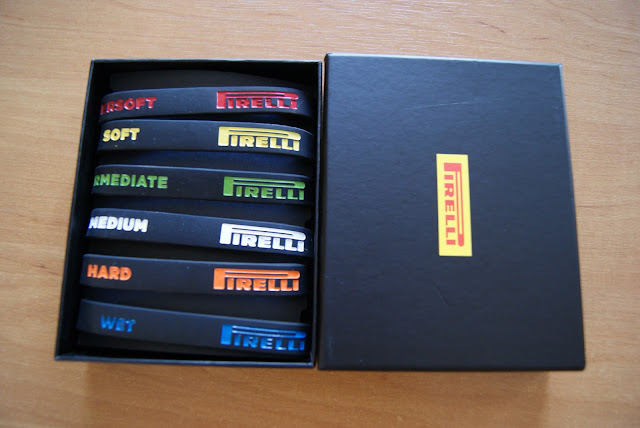 RSOFT PIRELLI
SOFT PIRELLI
RMEDIATE PIRELLI
MEDIUM PIRELLI
HARD PIRELLI
WET PIRELLI
PIRELLI